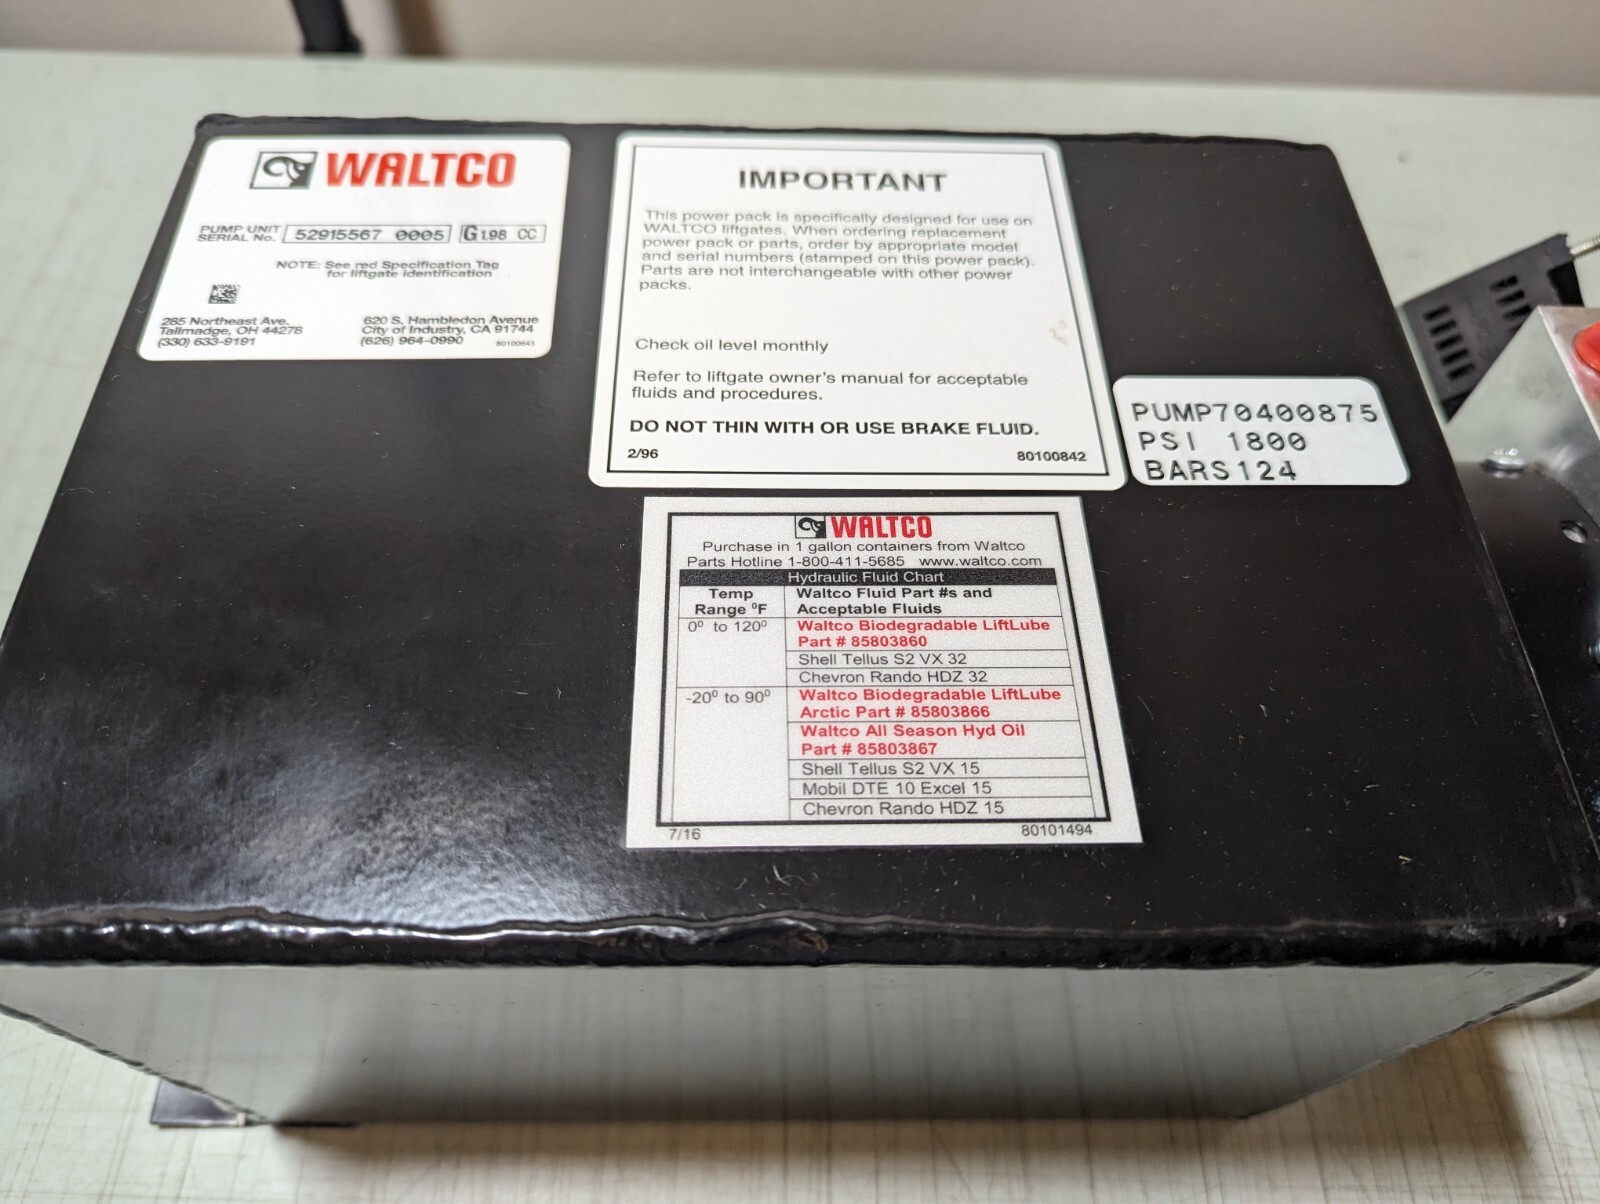 WALTCO
PUMP UNIT
SERIAL No.
52915567 0005
G1.98 CC
NOTE: See red Specification Tag
for liftgate identification
285 Northeast Ave.
Tallmadge, OH 44278
(330) 633-9191
620 S. Hambledon Avenue
City of Industry, CA 91744
(626) 964-0990
80100643
IMPORTANT
This power pack is specifically designed for use on
WALTCO liftgates. When ordering replacement
power pack or parts, order by appropriate model
and serial numbers (stamped on this power pack).
Parts are not interchangeable with other power
packs.
Check oil level monthly
Refer to liftgate owner's manual for acceptable
fluids and procedures.
DO NOT THIN WITH OR USE BRAKE FLUID.
2/96
80100842
PUMP70400875
PSI 1800
BARS124
WALTCO
Purchase in 1 gallon containers from Waltco
Parts Hotline 1-800-411-5685 www.waltco.com
Hydraulic Fluid Chart
Temp
Range ⁰F
Waltco Fluid Part #s and
Acceptable Fluids
0⁰ to 120⁰
Waltco Biodegradable LiftLube
Part # 85803860
Shell Tellus S2 VX 32
Chevron Rando HDZ 32
-20⁰ to 90⁰
Waltco Biodegradable LiftLube
Arctic Part # 85803866
Waltco All Season Hyd Oil
Part # 85803867
Shell Tellus S2 VX 15
Mobil DTE 10 Excel 15
Chevron Rando HDZ 15
7/16
80101494